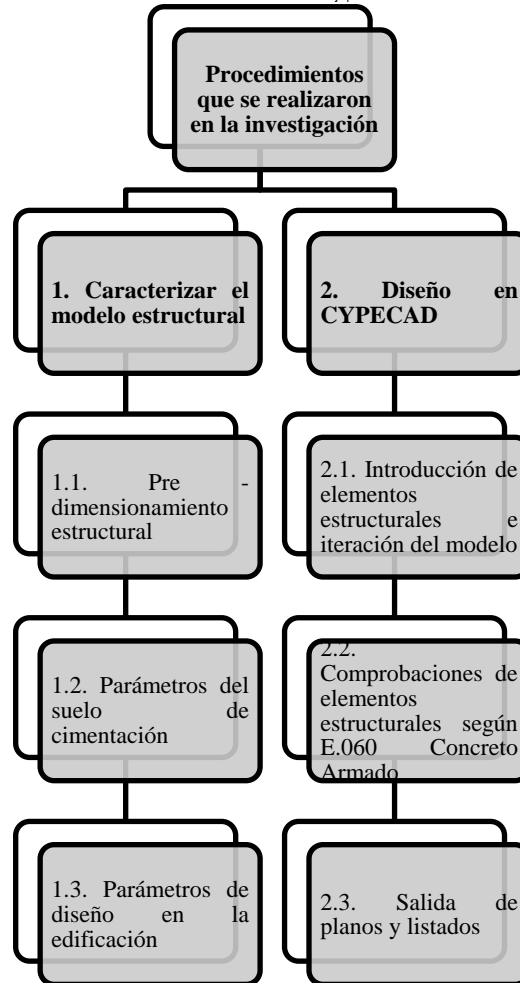 Procedimientos
que se realizaron
en la investigación
1. Caracterizar el
modelo estructural
1.1. Pre -
dimensionamiento
estructural
1.2. Parámetros del
suelo de
cimentación
1.3. Parámetros de
diseño en la
edificación
2. Diseño en
CYPECAD
2.1. Introducción de
elementos
estructurales e
iteración del modelo
2.2.
Comprobaciones de
elementos
estructurales según
E.060 Concreto
Armado
2.3. Salida de
planos y listados